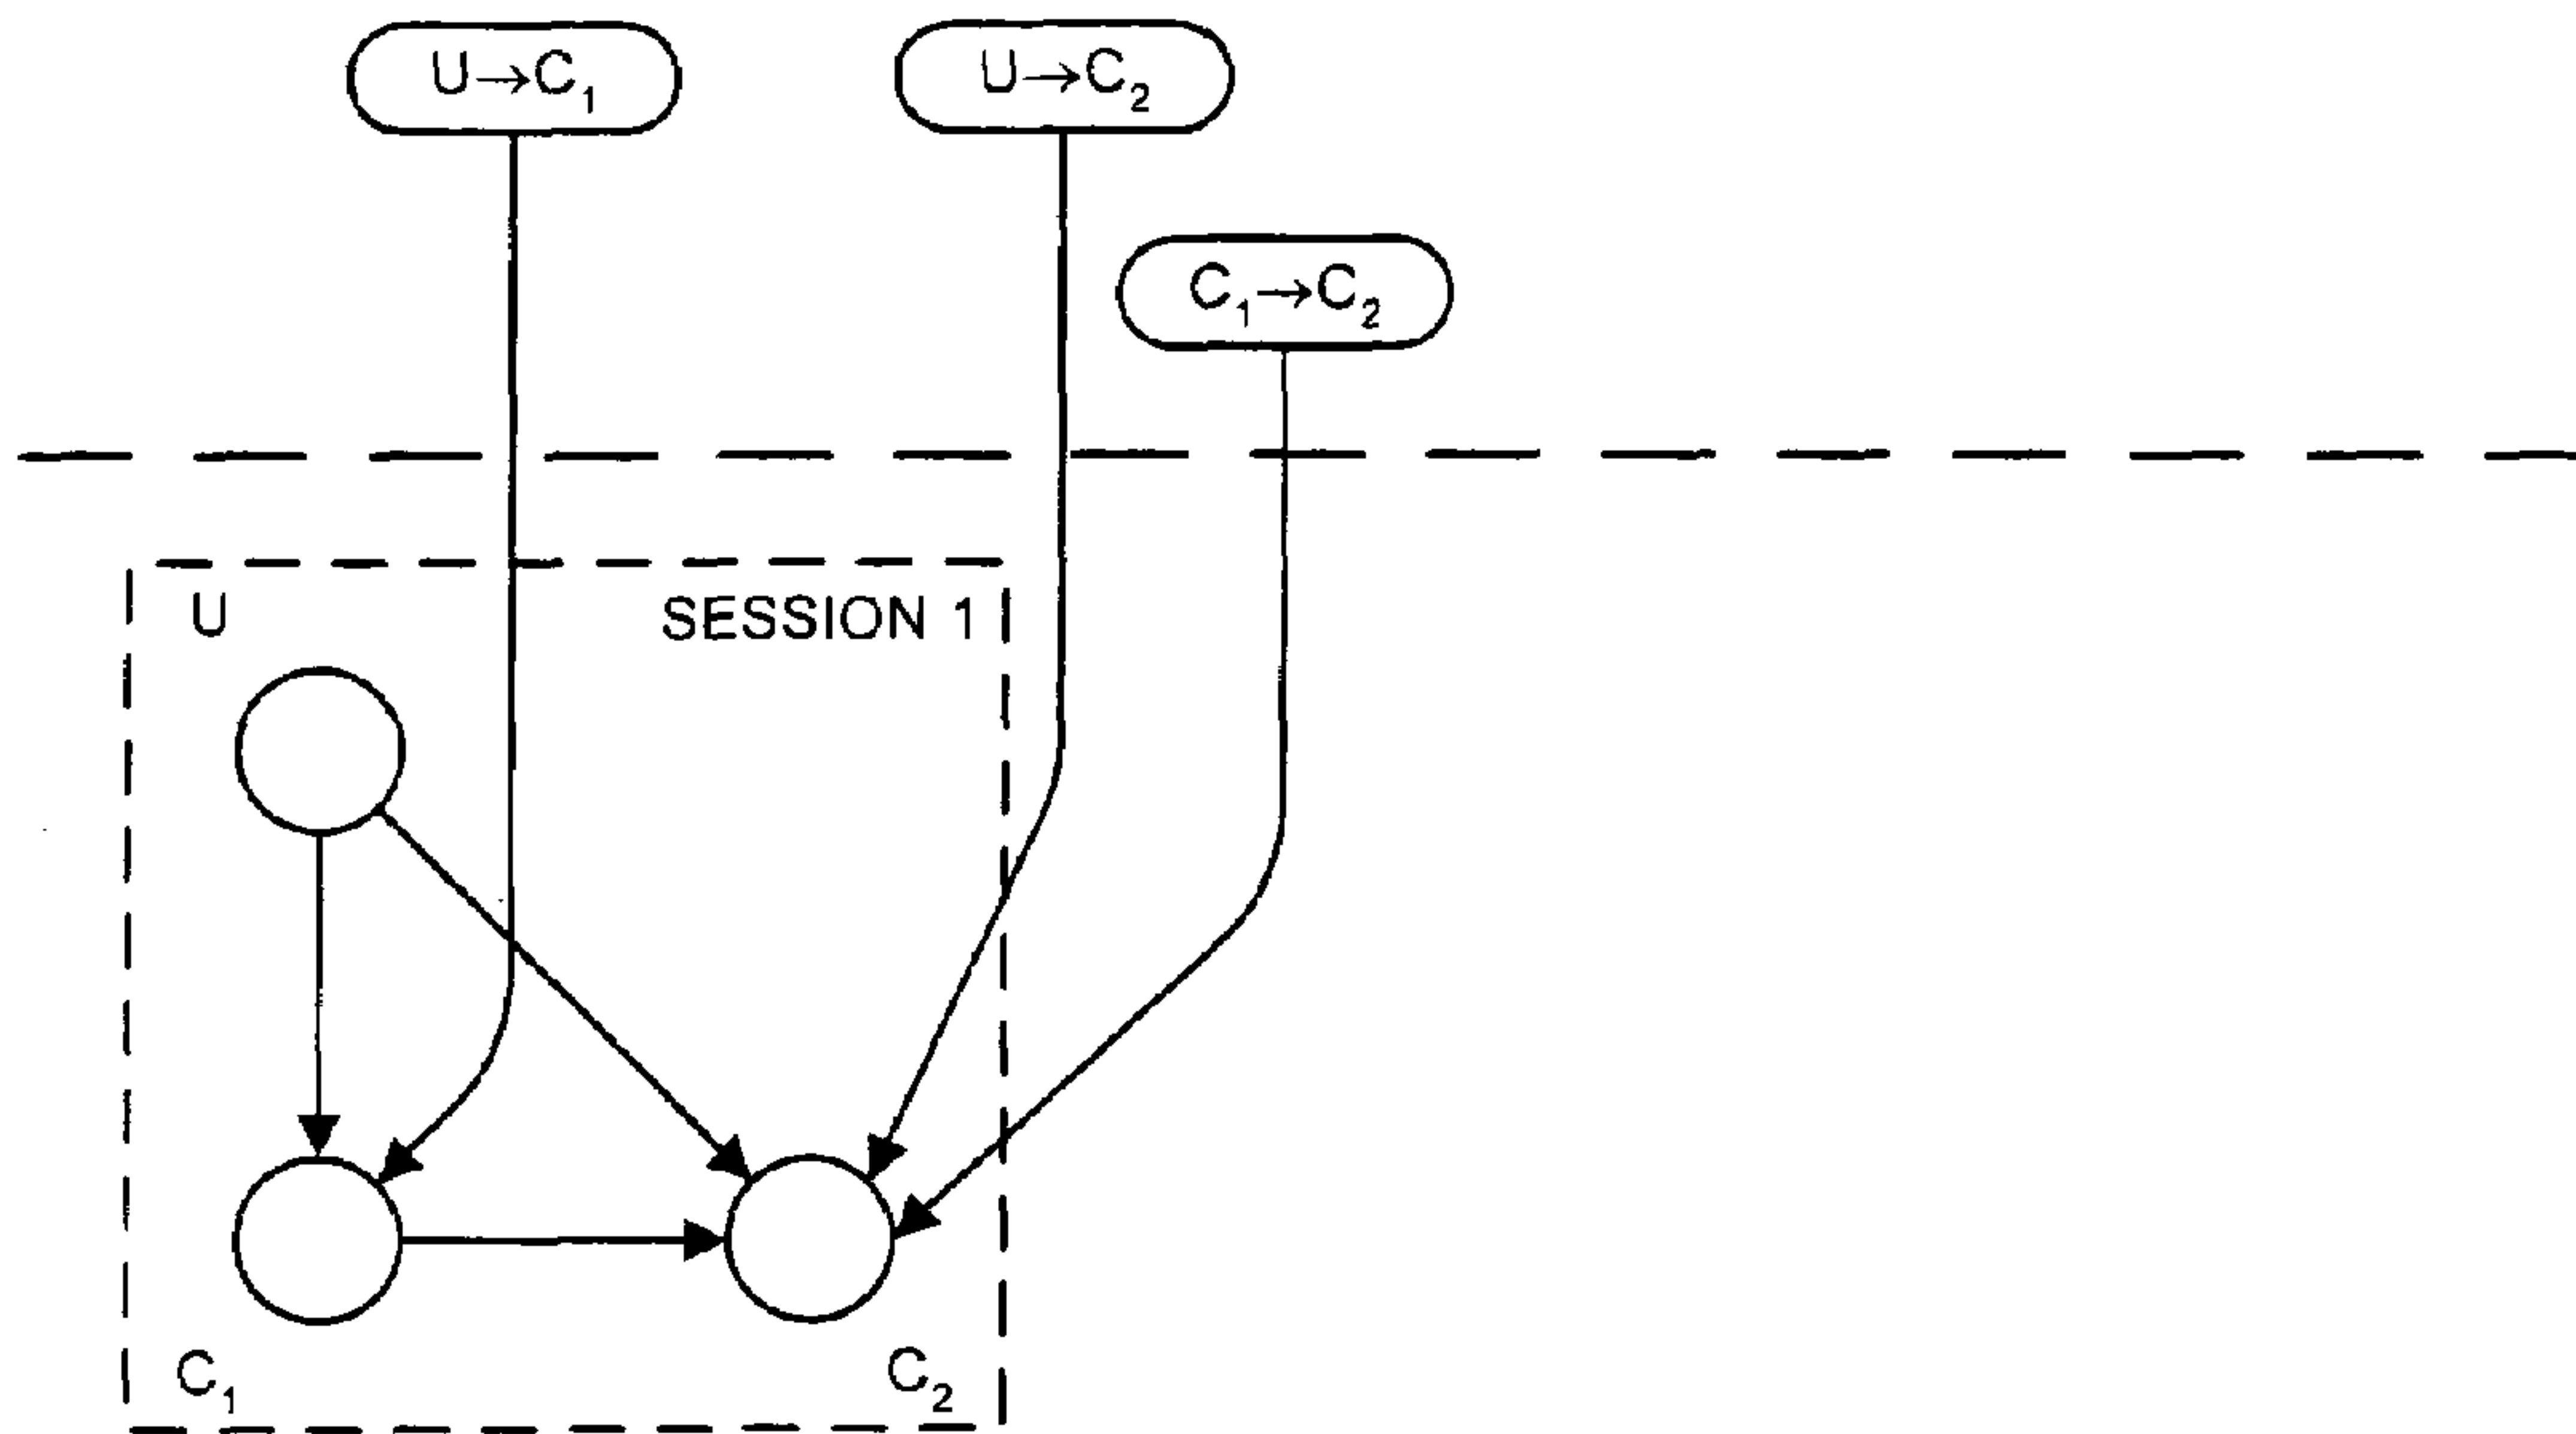 U→C₁
U→C₂
C₁→C₂
U
SESSION 1
C₁
C₂